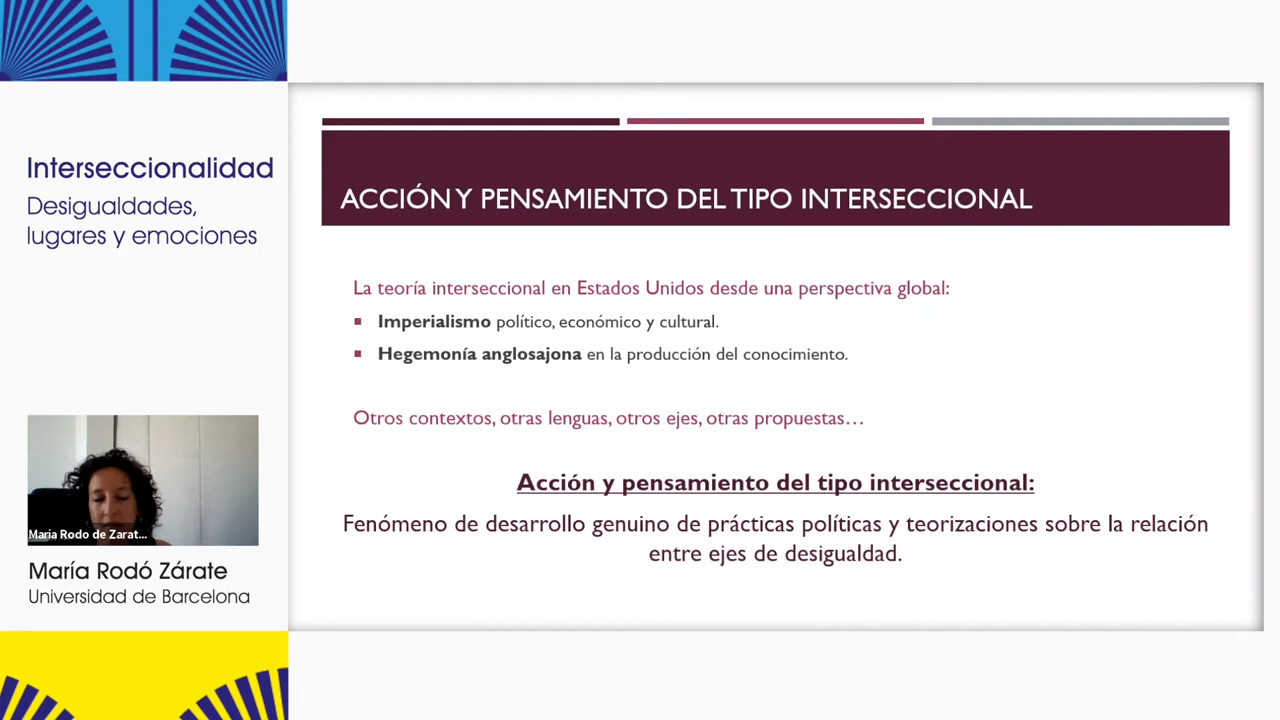 Interseccionalidad
Desigualdades,
lugares y emociones
Maria Rodo de Zarat...
María Rodó Zárate
Universidad de Barcelona
ACCIÓN Y PENSAMIENTO DEL TIPO INTERSECCIONAL
La teoría interseccional en Estados Unidos desde una perspectiva global:
▪ Imperialismo político, económico y cultural.
▪ Hegemonía anglosajona en la producción del conocimiento.
Otros contextos, otras lenguas, otros ejes, otras propuestas…
Acción y pensamiento del tipo interseccional:
Fenómeno de desarrollo genuino de prácticas políticas y teorizaciones sobre la relación
entre ejes de desigualdad.